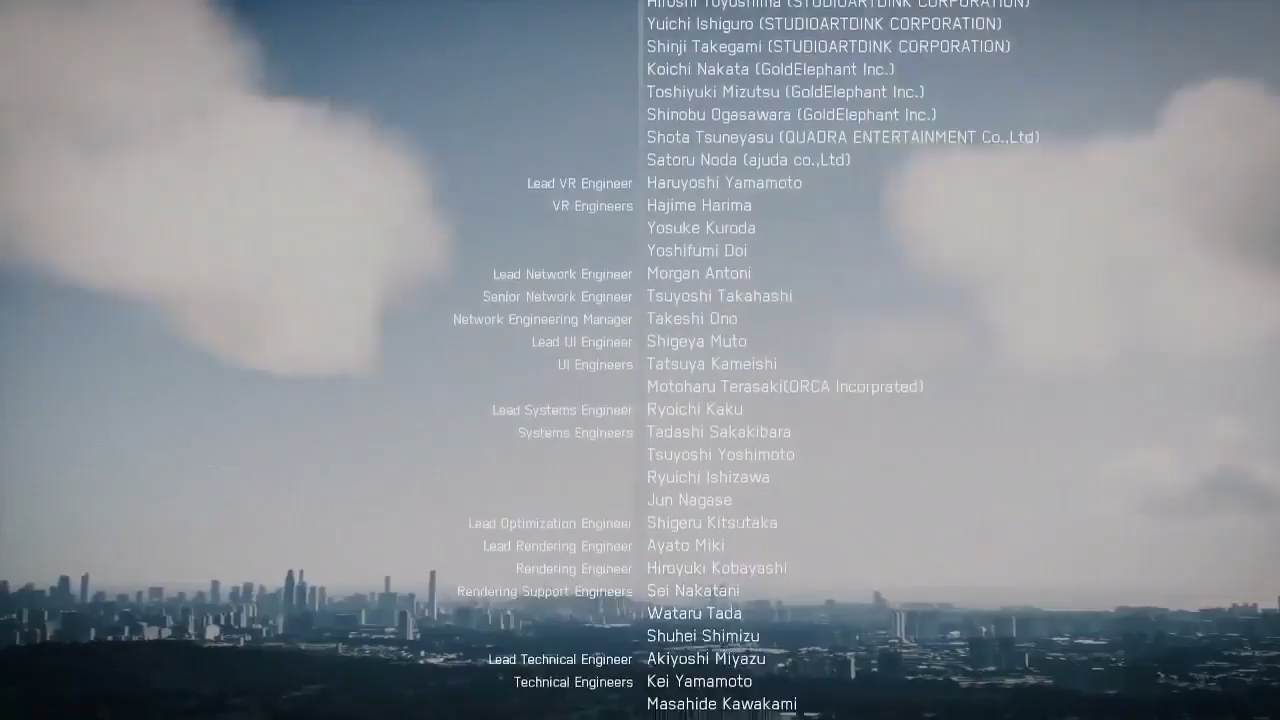 Hiroshi Toyoshima (STUDIOARTDINK CORPORATION)
Yuichi Ishiguro (STUDIOARTDINK CORPORATION)
Shinji Takegami (STUDIOARTDINK CORPORATION)
Koichi Nakata (GoldElephant Inc.)
Toshiyuki Mizutsu (GoldElephant Inc.)
Shinobu Ogasawara (GoldElephant Inc.)
Shota Tsuneyasu (QUADRA ENTERTAINMENT Co.,Ltd)
Satoru Noda (ajuda co.,Ltd)
Lead VR Engineer Haruyoshi Yamamoto
VR Engineers Hajime Harima
Yosuke Kuroda
Yoshifumi Doi
Lead Network Engineer Morgan Antoni
Senior Network Engineer Tsuyoshi Takahashi
Network Engineering Manager Takeshi Ono
Lead UI Engineer Shigeya Muto
UI Engineers Tatsuya Kameishi
Motoharu Terasaki(ORCA Incorprated)
Lead Systems Engineer Ryoichi Kaku
Systems Engineers Tadashi Sakakibara
Tsuyoshi Yoshimoto
Ryuichi Ishizawa
Jun Nagase
Lead Optimization Engineer Shigeru Kitsutaka
Lead Rendering Engineer Ayato Miki
Rendering Engineer Hiroyuki Kobayashi
Rendering Support Engineers Sei Nakatani
Wataru Tada
Shuhei Shimizu
Lead Technical Engineer Akiyoshi Miyazu
Technical Engineers Kei Yamamoto
Masahide Kawakami